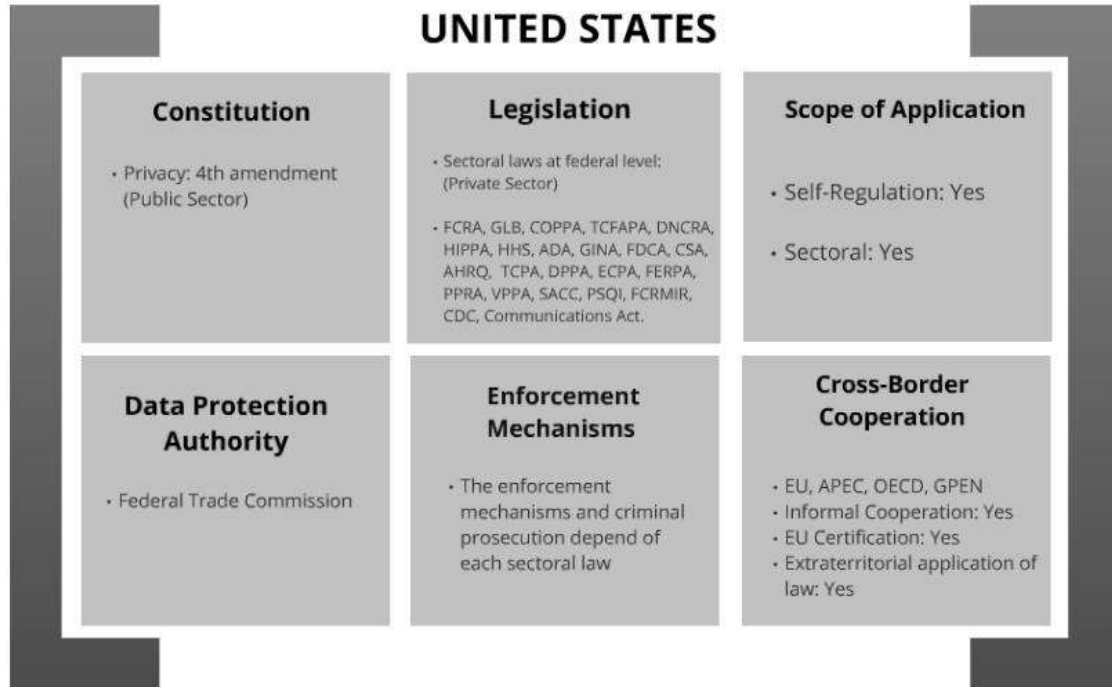 UNITED STATES
Constitution
• Privacy: 4th amendment
(Public Sector)
Legislation
• Sectoral laws at federal level:
(Private Sector)
• FCRA, GLB, COPPA, TCFAPA, DNCRA,
HIPPA, HHS, ADA, GINA, FDCA, CSA,
AHRQ, TCPA, DPPA, ECPA, FERPA,
PPRA, VPPA, SACC, PSQI, FCRMIR,
CDC, Communications Act.
Scope of Application
• Self-Regulation: Yes
• Sectoral: Yes
Data Protection
Authority
• Federal Trade Commission
Enforcement
Mechanisms
• The enforcement
mechanisms and criminal
prosecution depend of
each sectoral law
Cross-Border
Cooperation
• EU, APEC, OECD, GPEN
• Informal Cooperation: Yes
• EU Certification: Yes
• Extraterritorial application of
law: Yes